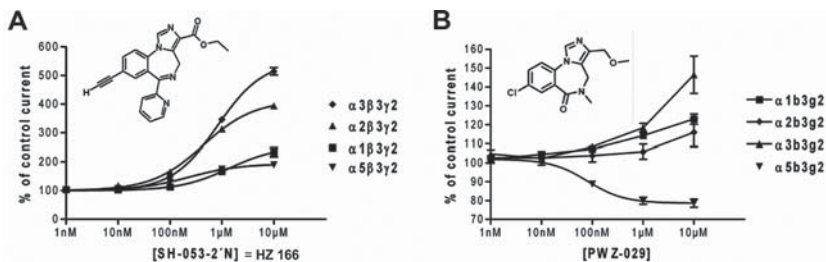 A
H
N
N
O
O
N
N
% of control current
600
500
400
300
200
100
0
1nM 10nM 100nM 1µM 10µM
[SH-053-2´N] = HZ 166
α3β3γ2
α2β3γ2
α1β3γ2
α5β3γ2
B
N
N
O
Cl
N
O
% of control current
160
150
140
130
120
110
100
90
80
70
1nM 10nM 100nM 1µM 10µM
[PWZ-029]
α1b3g2
α2b3g2
α3b3g2
α5b3g2